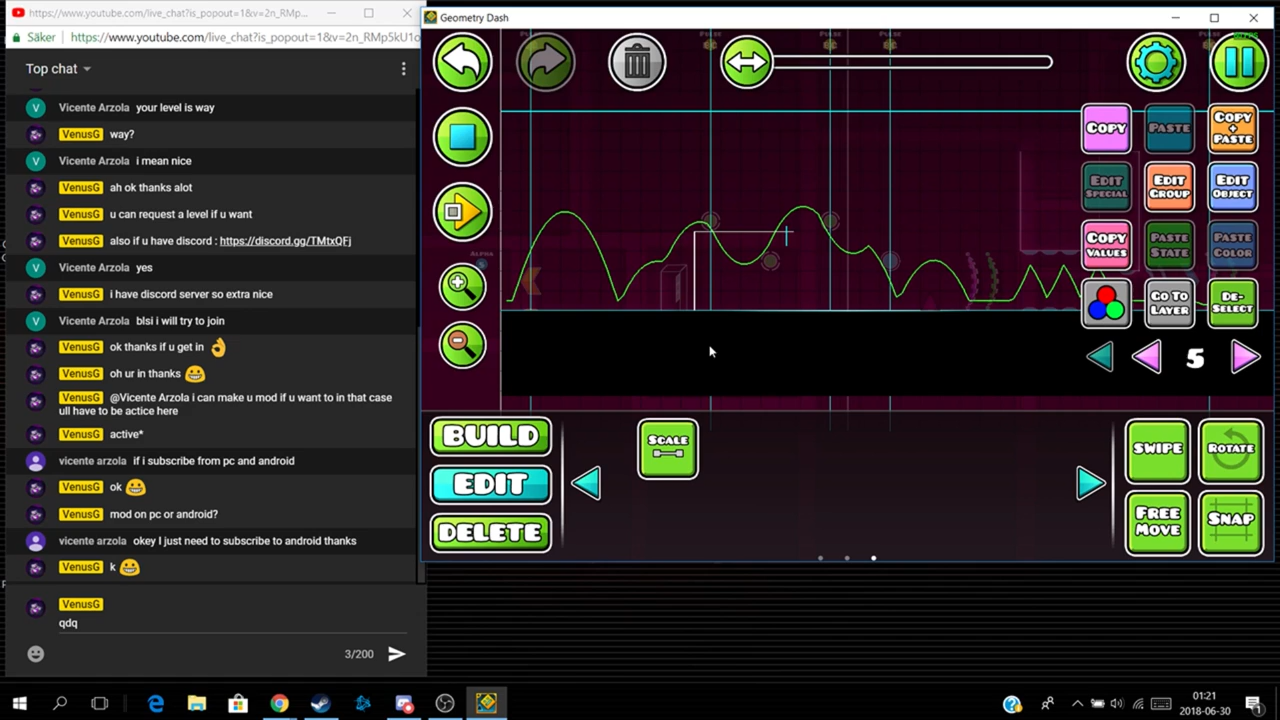 https://www.youtube.com/live_chat?is_popout=1&v=2n_RMp...
Säker
https://www.youtube.com/live_chat?is_popout=1&v=2n_RMp5kU1o
Top chat
V Vicente Arzola your level is way
VenusG way?
V Vicente Arzola i mean nice
VenusG ah ok thanks alot
VenusG u can request a level if u want
VenusG also if u have discord : https://discord.gg/TMtxQFj
V Vicente Arzola yes
VenusG i have discord server so extra nice
V Vicente Arzola blsi i will try to join
VenusG ok thanks if u get in 👌
VenusG oh ur in thanks 😀
VenusG @Vicente Arzola i can make u mod if u want to in that case
ull have to be actice here
VenusG active*
vicente arzola if i subscribe from pc and android
VenusG ok 😀
VenusG mod on pc or android?
vicente arzola okey I just need to subscribe to android thanks
VenusG k 😀
VenusG
qdq
3/200
Geometry Dash
PULSE
ALPHA
COPY
PASTE
COPY
+
PASTE
EDIT
SPECIAL
EDIT
GROUP
EDIT
OBJECT
COPY
VALUES
PASTE
STATE
PASTE
COLOR
GO TO
LAYER
DE-
SELECT
5
BUILD
EDIT
DELETE
SCALE
SWIPE
ROTATE
FREE
MOVE
SNAP
01:21
2018-06-30
1